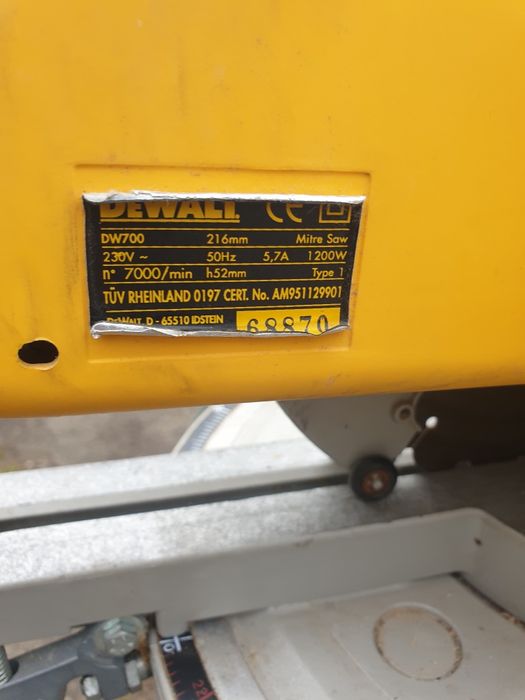 DEWALT CE
DW700 216mm Mitre Saw
230V ~ 50Hz 5,7A 1200W
n° 7000/min h52mm Type 1
TÜV RHEINLAND 0197 CERT. No. AM951129901
DEWALT, D - 65510 IDSTEIN 68870
22